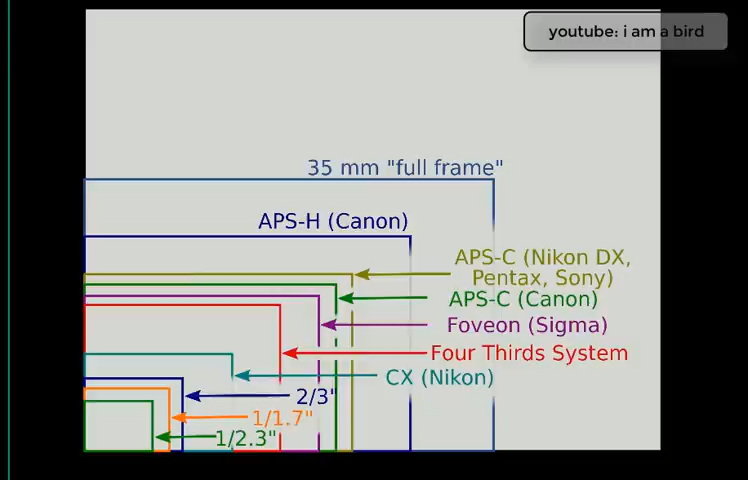 youtube: i am a bird
35 mm "full frame"
APS-H (Canon)
APS-C (Nikon DX,
Pentax, Sony)
APS-C (Canon)
Foveon (Sigma)
Four Thirds System
CX (Nikon)
2/3"
1/1.7"
1/2.3"